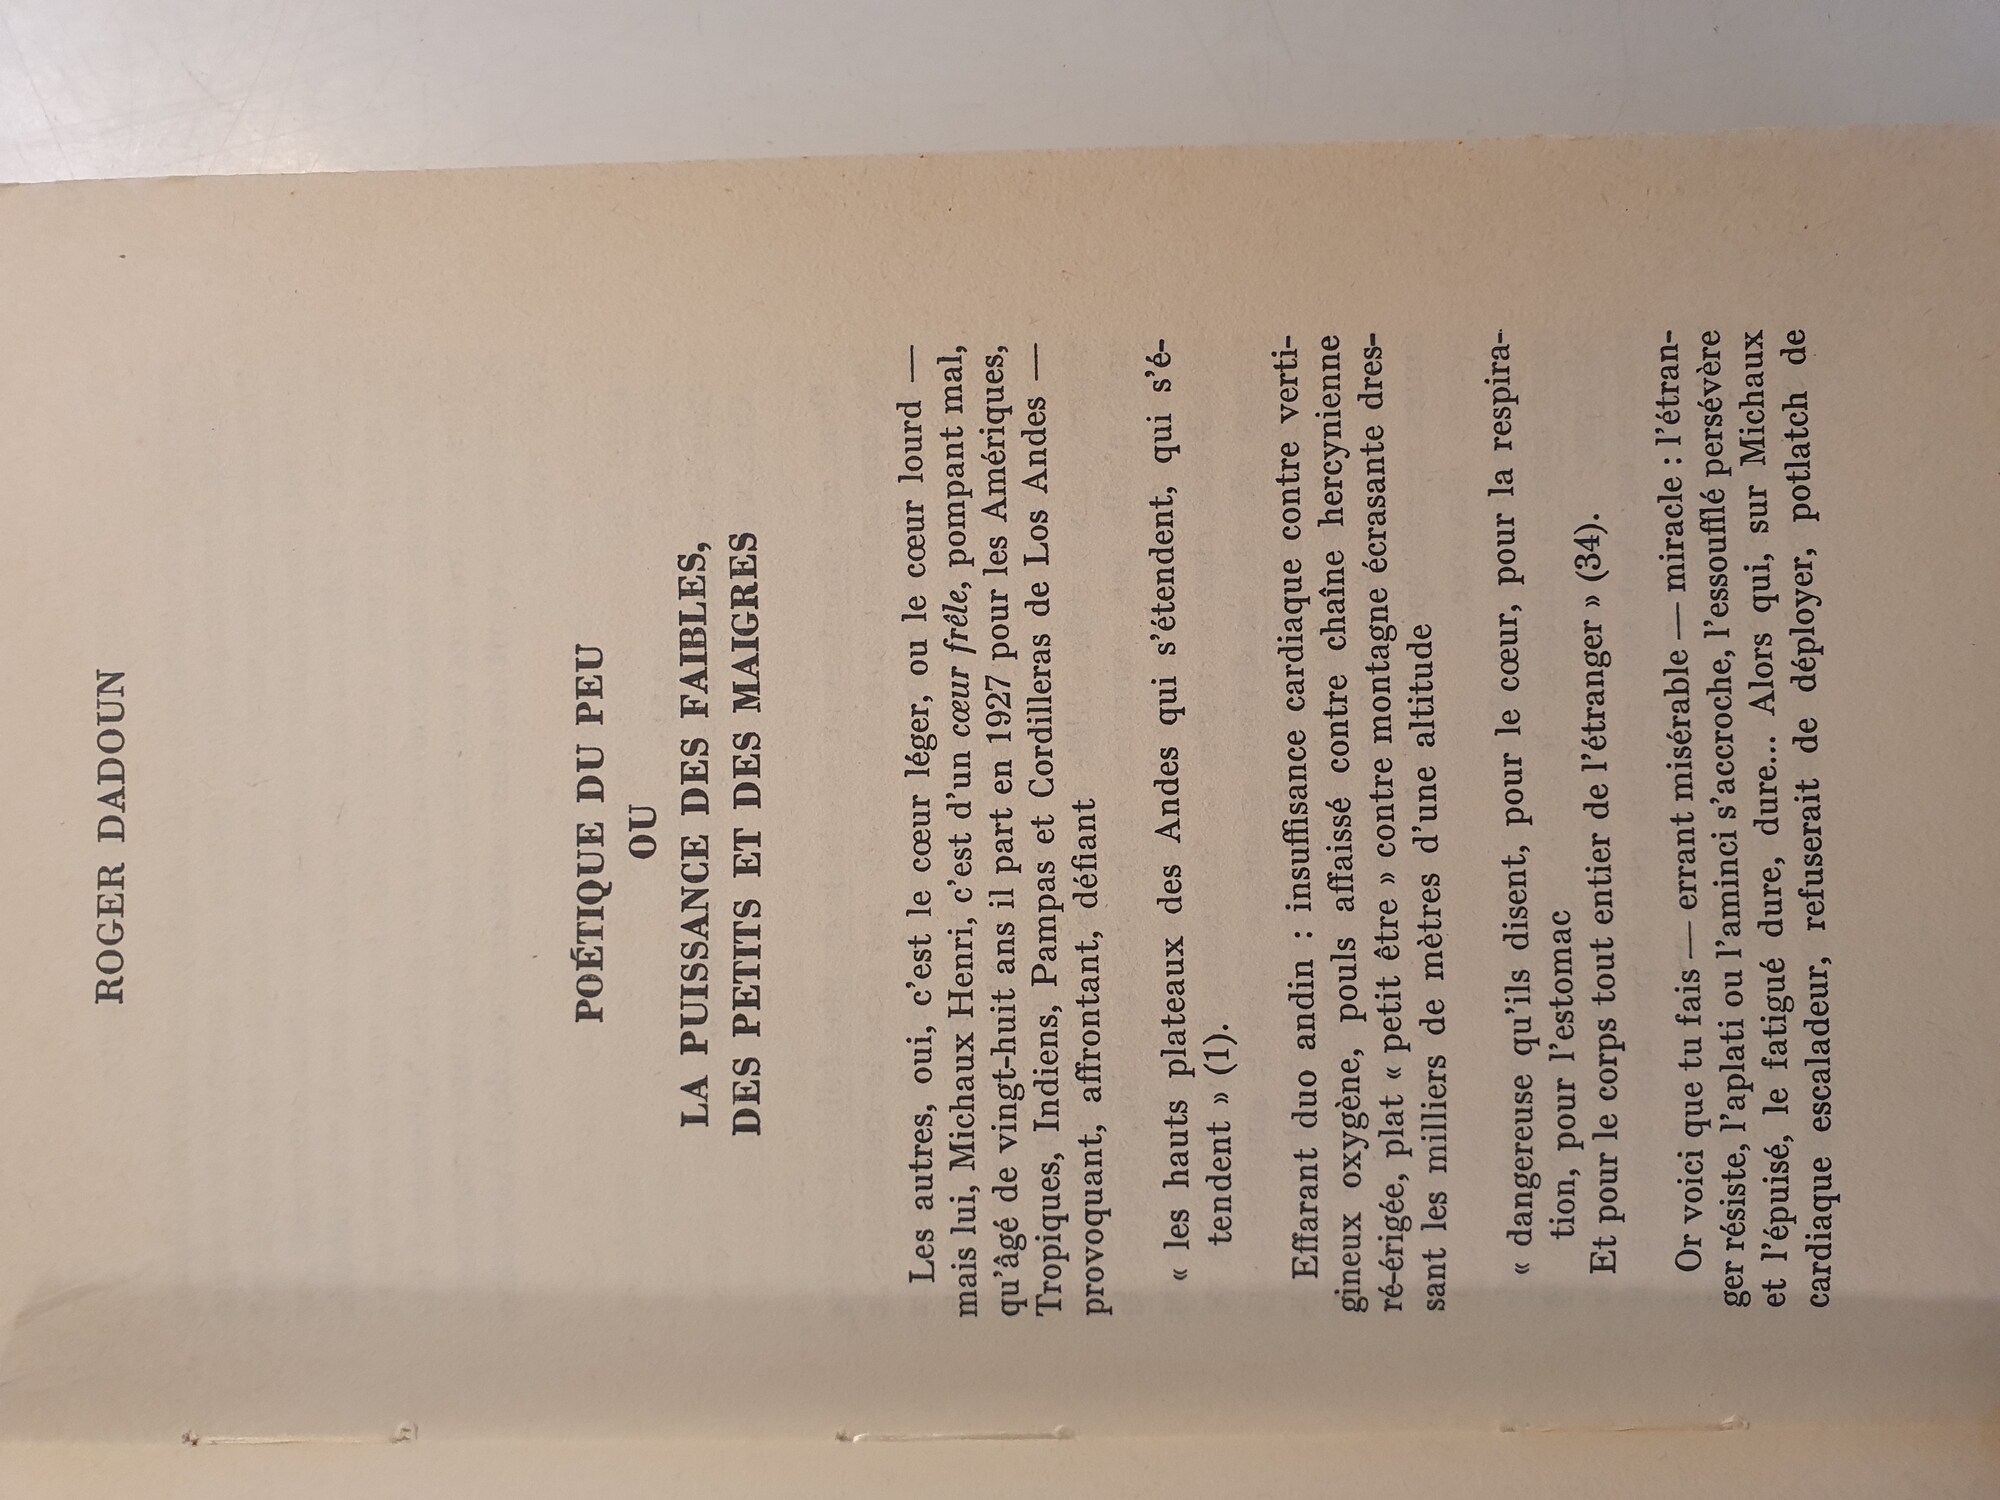 ROGER DADOUN
POÉTIQUE DU PEU
OU
LA PUISSANCE DES FAIBLES,
DES PETITS ET DES MAIGRES
Les autres, oui, c'est le cœur léger, ou le cœur lourd —
mais lui, Michaux Henri, c'est d'un cœur frêle, pompant mal,
qu'âgé de vingt-huit ans il part en 1927 pour les Amériques,
Tropiques, Indiens, Pampas et Cordilleras de Los Andes —
provoquant, affrontant, défiant
« les hauts plateaux des Andes qui s'étendent, qui s'é-
tendent » (1).
Effarant duo andin : insuffisance cardiaque contre verti-
gineux oxygène, pouls affaissé contre chaîne hercynienne
ré-érigée, plat « petit être » contre montagne écrasante dres-
sant les milliers de mètres d'une altitude
« dangereuse qu'ils disent, pour le cœur, pour la respira-
tion, pour l'estomac
Et pour le corps tout entier de l'étranger » (34).
Or voici que tu fais — errant misérable — miracle : l'étran-
ger résiste, l'aplati ou l'aminci s'accroche, l'essoufflé persévère
et l'épuisé, le fatigué dure, dure... Alors qui, sur Michaux
cardiaque escaladeur, refuserait de déployer, potlatch de